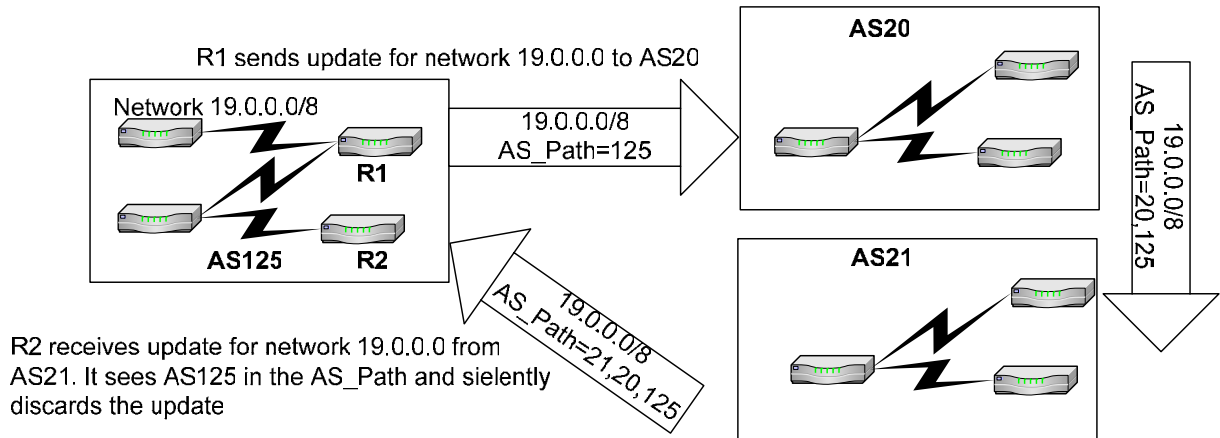 R1 sends update for network 19.0.0.0 to AS20
Network 19.0.0.0/8
R1
R2
AS125
19.0.0.0/8
AS_Path=125
AS20
19.0.0.0/8
AS_Path=20,125
AS21
19.0.0.0/8
AS_Path=21,20,125
R2 receives update for network 19.0.0.0 from
AS21. It sees AS125 in the AS_Path and sielently
discards the update